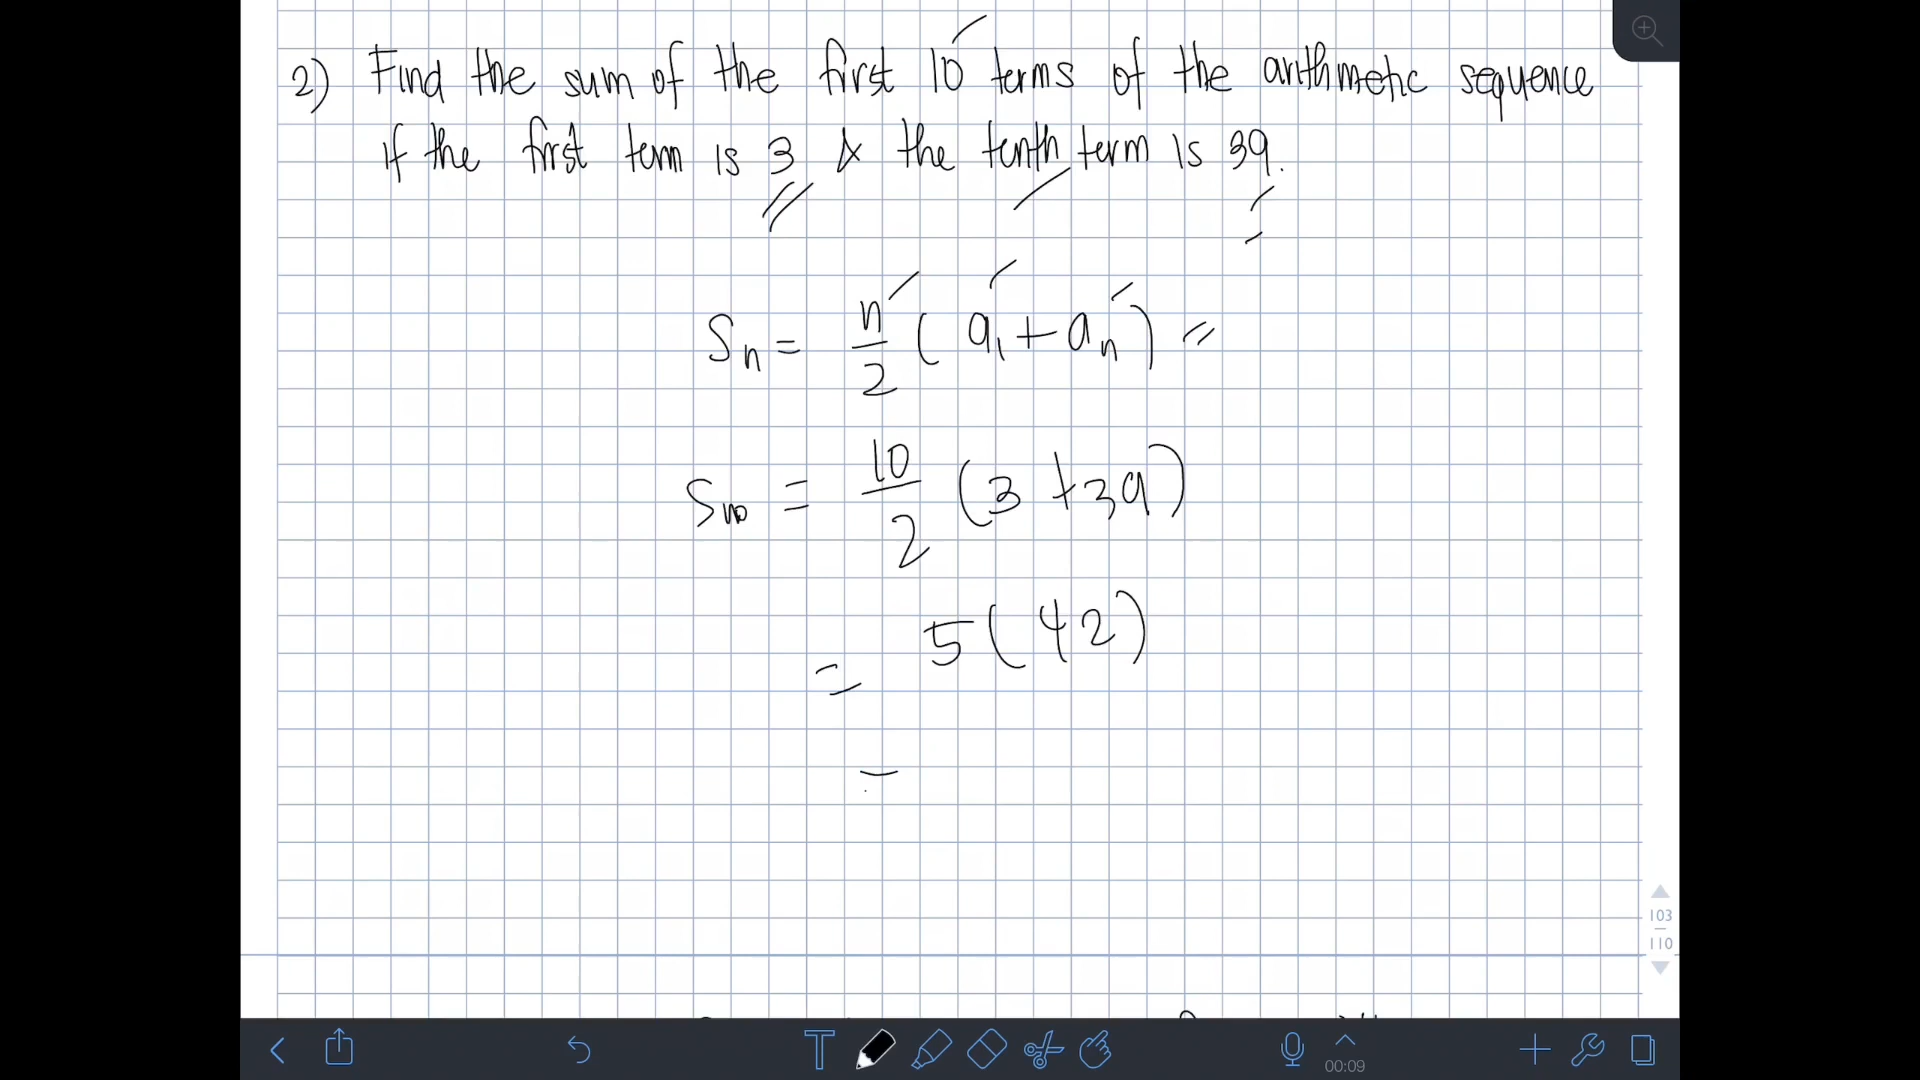 2) Find the sum of the first 10 terms of the arithmetic sequence
if the first term is 3 & the tenth term is 39.
Sn = n/2 (a1 + an) =
S10 = 10/2 (3 + 39)
= 5(42)
=
103
110
T
00:09